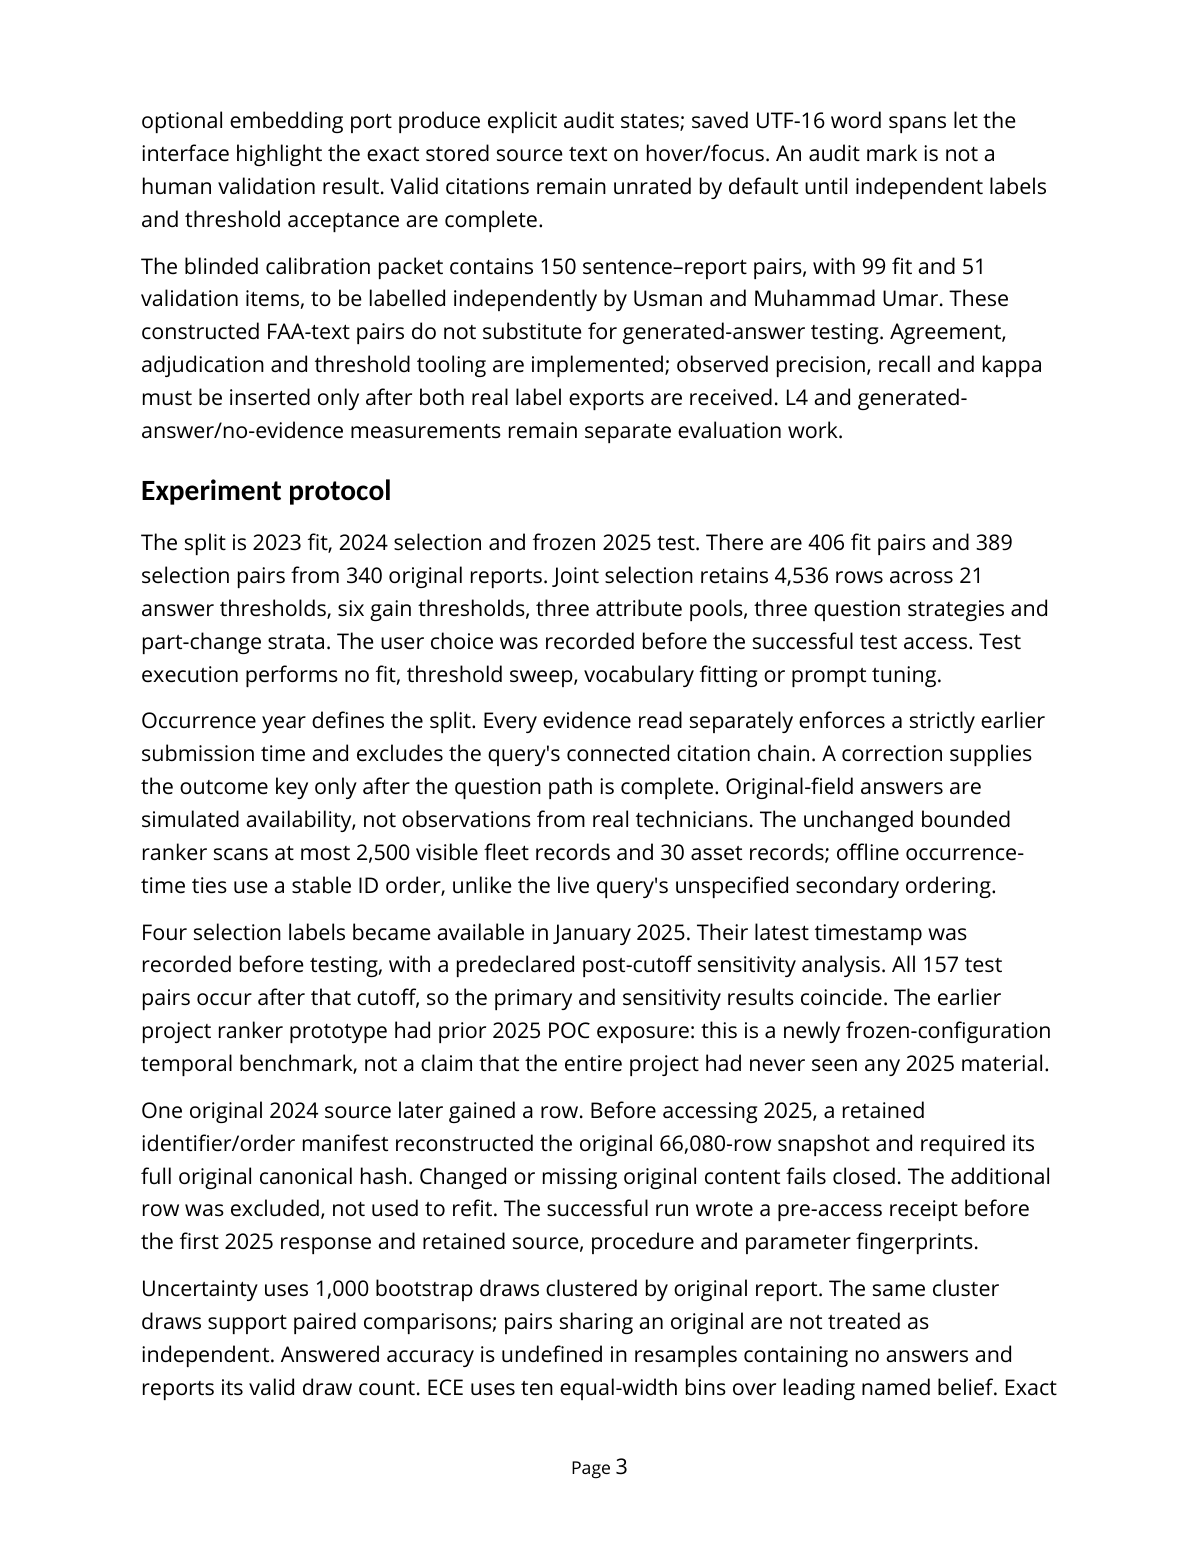 optional embedding port produce explicit audit states; saved UTF-16 word spans let the
interface highlight the exact stored source text on hover/focus. An audit mark is not a
human validation result. Valid citations remain unrated by default until independent labels
and threshold acceptance are complete.
The blinded calibration packet contains 150 sentence–report pairs, with 99 fit and 51
validation items, to be labelled independently by Usman and Muhammad Umar. These
constructed FAA-text pairs do not substitute for generated-answer testing. Agreement,
adjudication and threshold tooling are implemented; observed precision, recall and kappa
must be inserted only after both real label exports are received. L4 and generated-
answer/no-evidence measurements remain separate evaluation work.
Experiment protocol
The split is 2023 fit, 2024 selection and frozen 2025 test. There are 406 fit pairs and 389
selection pairs from 340 original reports. Joint selection retains 4,536 rows across 21
answer thresholds, six gain thresholds, three attribute pools, three question strategies and
part-change strata. The user choice was recorded before the successful test access. Test
execution performs no fit, threshold sweep, vocabulary fitting or prompt tuning.
Occurrence year defines the split. Every evidence read separately enforces a strictly earlier
submission time and excludes the query's connected citation chain. A correction supplies
the outcome key only after the question path is complete. Original-field answers are
simulated availability, not observations from real technicians. The unchanged bounded
ranker scans at most 2,500 visible fleet records and 30 asset records; offline occurrence-
time ties use a stable ID order, unlike the live query's unspecified secondary ordering.
Four selection labels became available in January 2025. Their latest timestamp was
recorded before testing, with a predeclared post-cutoff sensitivity analysis. All 157 test
pairs occur after that cutoff, so the primary and sensitivity results coincide. The earlier
project ranker prototype had prior 2025 POC exposure: this is a newly frozen-configuration
temporal benchmark, not a claim that the entire project had never seen any 2025 material.
One original 2024 source later gained a row. Before accessing 2025, a retained
identifier/order manifest reconstructed the original 66,080-row snapshot and required its
full original canonical hash. Changed or missing original content fails closed. The additional
row was excluded, not used to refit. The successful run wrote a pre-access receipt before
the first 2025 response and retained source, procedure and parameter fingerprints.
Uncertainty uses 1,000 bootstrap draws clustered by original report. The same cluster
draws support paired comparisons; pairs sharing an original are not treated as
independent. Answered accuracy is undefined in resamples containing no answers and
reports its valid draw count. ECE uses ten equal-width bins over leading named belief. Exact
Page 3